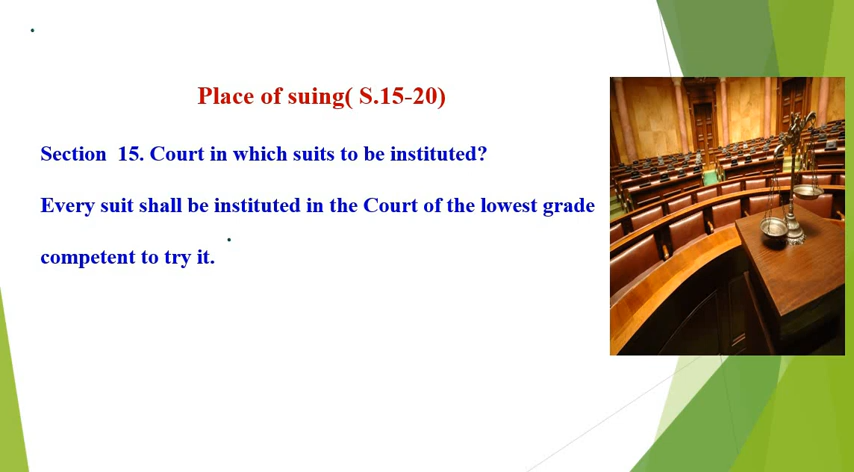 Place of suing( S.15-20)
Section 15. Court in which suits to be instituted?
Every suit shall be instituted in the Court of the lowest grade
competent to try it.